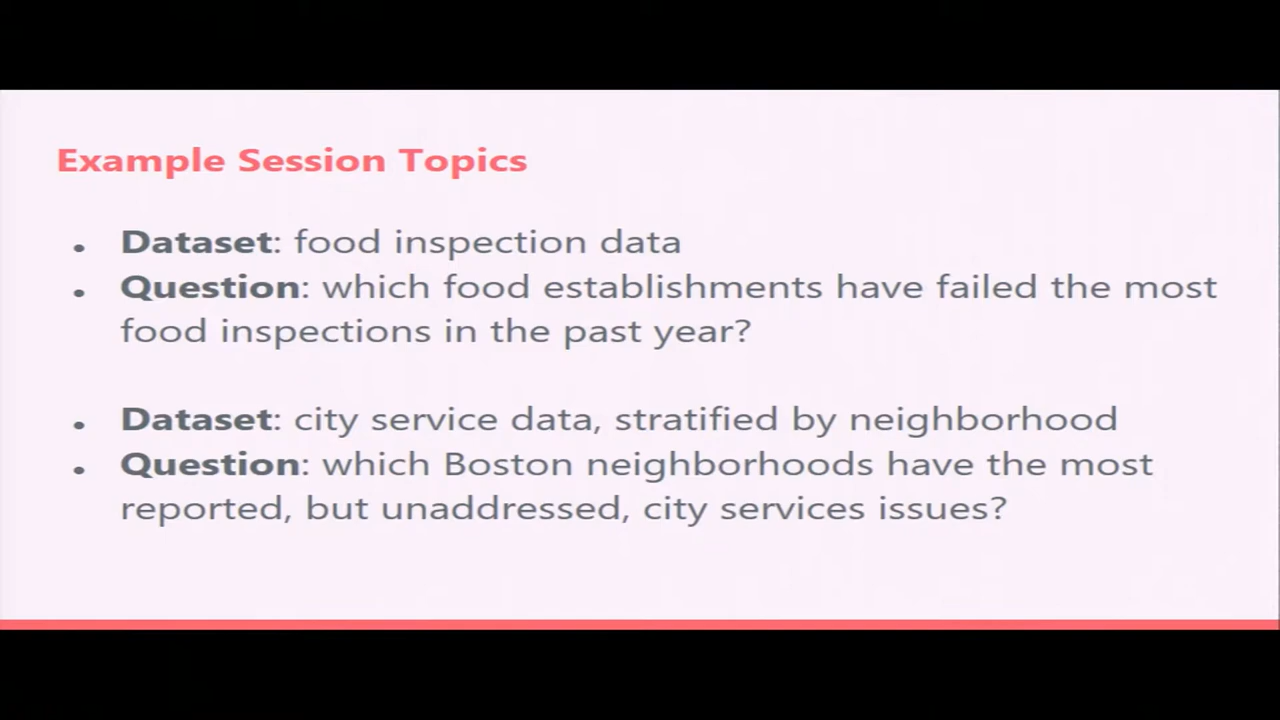 Example Session Topics
• Dataset: food inspection data
• Question: which food establishments have failed the most
food inspections in the past year?
• Dataset: city service data, stratified by neighborhood
• Question: which Boston neighborhoods have the most
reported, but unaddressed, city services issues?